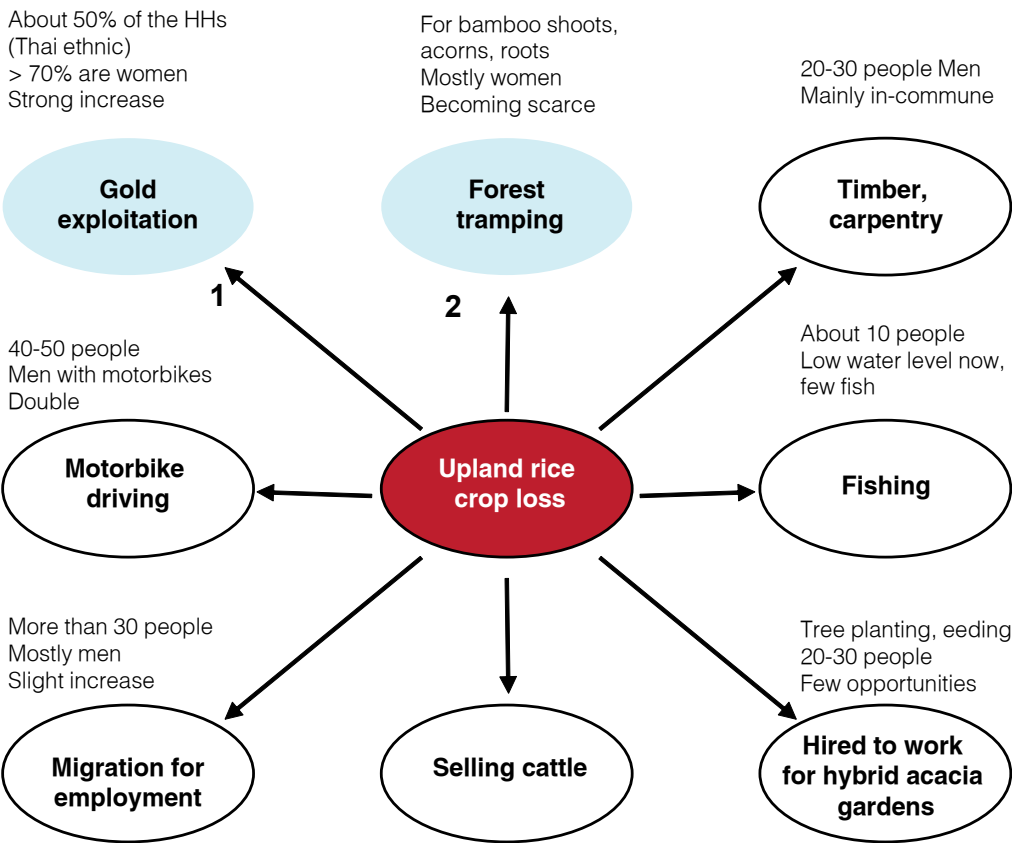 About 50% of the HHs
(Thai ethnic)
> 70% are women
Strong increase
For bamboo shoots,
acorns, roots
Mostly women
Becoming scarce
20-30 people Men
Mainly in-commune
Gold
exploitation
Forest
tramping
Timber,
carpentry
1
2
40-50 people
Men with motorbikes
Double
About 10 people
Low water level now,
few fish
Motorbike
driving
Upland rice
crop loss
Fishing
More than 30 people
Mostly men
Slight increase
Tree planting, eeding
20-30 people
Few opportunities
Migration for
employment
Selling cattle
Hired to work
for hybrid acacia
gardens